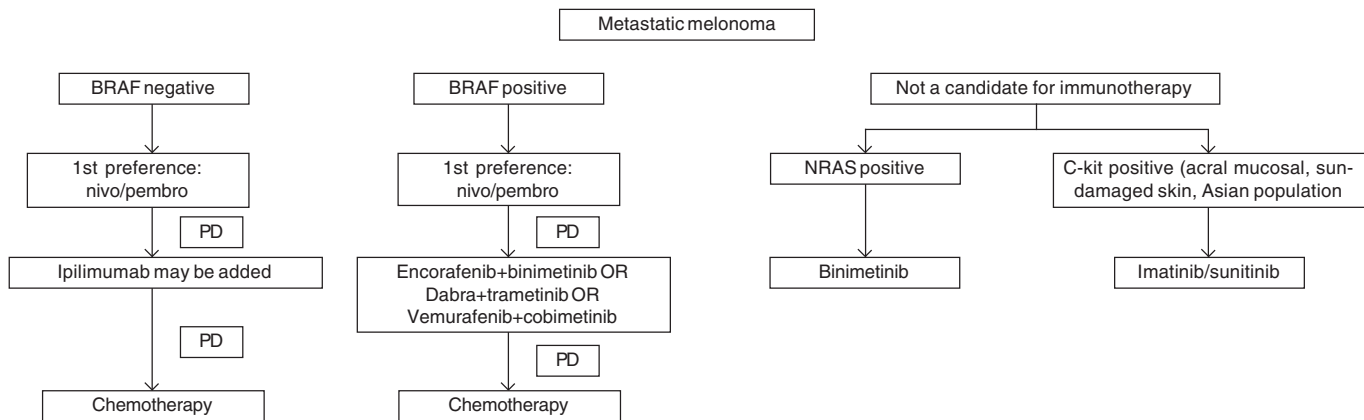 Metastatic melonoma
BRAF negative
1st preference:
nivo/pembro
PD
Ipilimumab may be added
PD
Chemotherapy
BRAF positive
1st preference:
nivo/pembro
PD
Encorafenib+binimetinib OR
Dabra+trametinib OR
Vemurafenib+cobimetinib
PD
Chemotherapy
Not a candidate for immunotherapy
NRAS positive
Binimetinib
C-kit positive (acral mucosal, sun-
damaged skin, Asian population
Imatinib/sunitinib